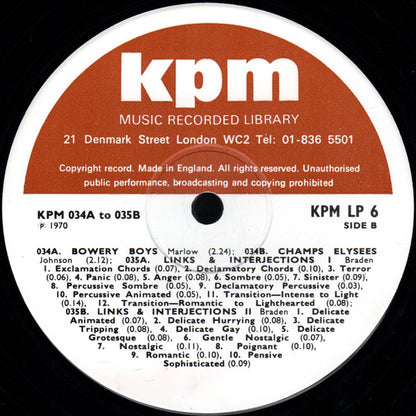 kpm
MUSIC RECORDED LIBRARY
21 Denmark Street London WC2 Tel: 01-836 5501
Copyright record. Made in England. All rights reserved. Unauthorised
public performance, broadcasting and copying prohibited
KPM 034A to 035B
℗ 1970
KPM LP 6
SIDE B
034A. BOWERY BOYS Marlow (2.24); 034B. CHAMPS ELYSEES
Johnson (2.12); 035A. LINKS & INTERJECTIONS I Braden
1. Exclamation Chords (0.07), 2. Declamatory Chords (0.10), 3. Terror
(0.06), 4. Panic (0.08), 5. Anger (0.08), 6. Sombre (0.05), 7. Sinister (0.09),
8. Percussive Sombre (0.05), 9. Declamatory Percussive (0.03),
10. Percussive Animated (0.05), 11. Transition—Intense to Light
(0.14), 12. Transition—Romantic to Lighthearted (0.08);
035B. LINKS & INTERJECTIONS II Braden 1. Delicate
Animated (0.07), 2. Delicate Hurrying (0.08), 3. Delicate
Tripping (0.08), 4. Delicate Gay (0.10), 5. Delicate
Grotesque (0.08), 6. Gentle Nostalgic (0.07),
7. Nostalgic (0.11), 8. Poignant (0.10),
9. Romantic (0.10), 10. Pensive
Sophisticated (0.09)